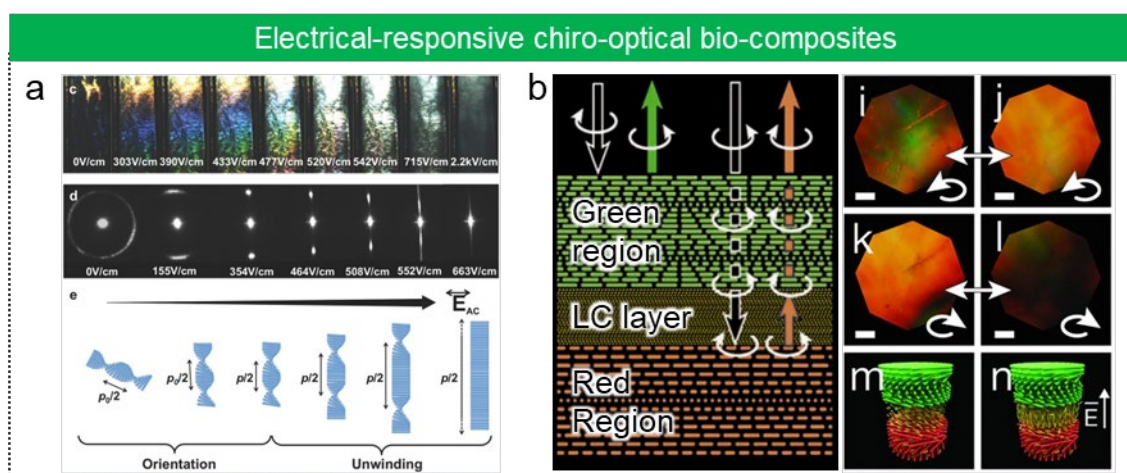 Electrical-responsive chiro-optical bio-composites
a
c
0V/cm 303V/cm 390V/cm 433V/cm 477V/cm 520V/cm 542V/cm 715V/cm 2.2kV/cm
d
0V/cm 155V/cm 354V/cm 464V/cm 508V/cm 552V/cm 663V/cm
e
E AC
p₀/2 p₀/2 p/2 p/2 p/2 p/2
Orientation Unwinding
b
Green
region
LC layer
Red
Region
i j
k l
m n
E